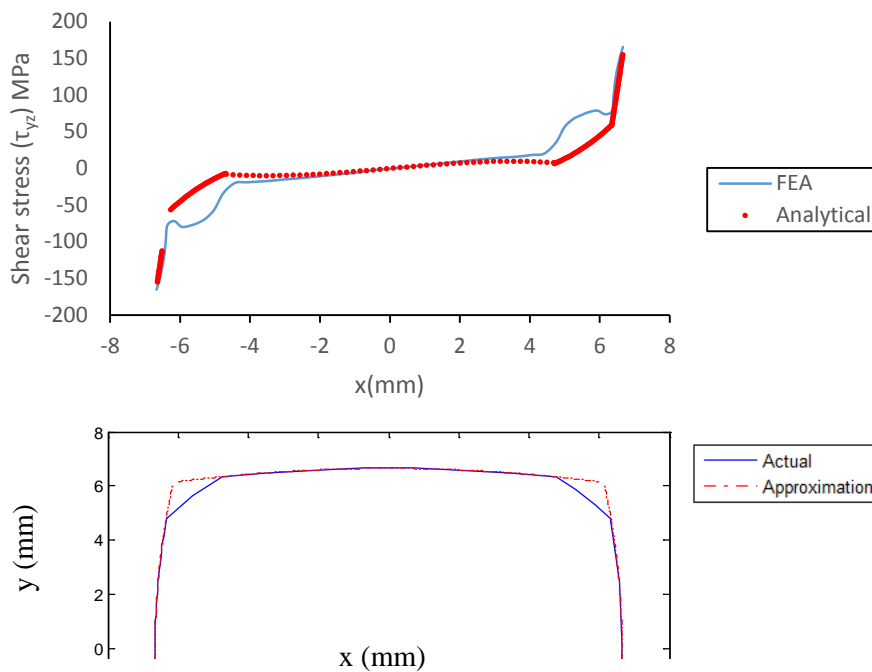 200
150
100
50
0
-50
-100
-150
-200
Shear stress (τyz) MPa
-8 -6 -4 -2 0 2 4 6 8
x(mm)
FEA
Analytical
8
6
4
2
0
y (mm)
x (mm)
Actual
Approximation